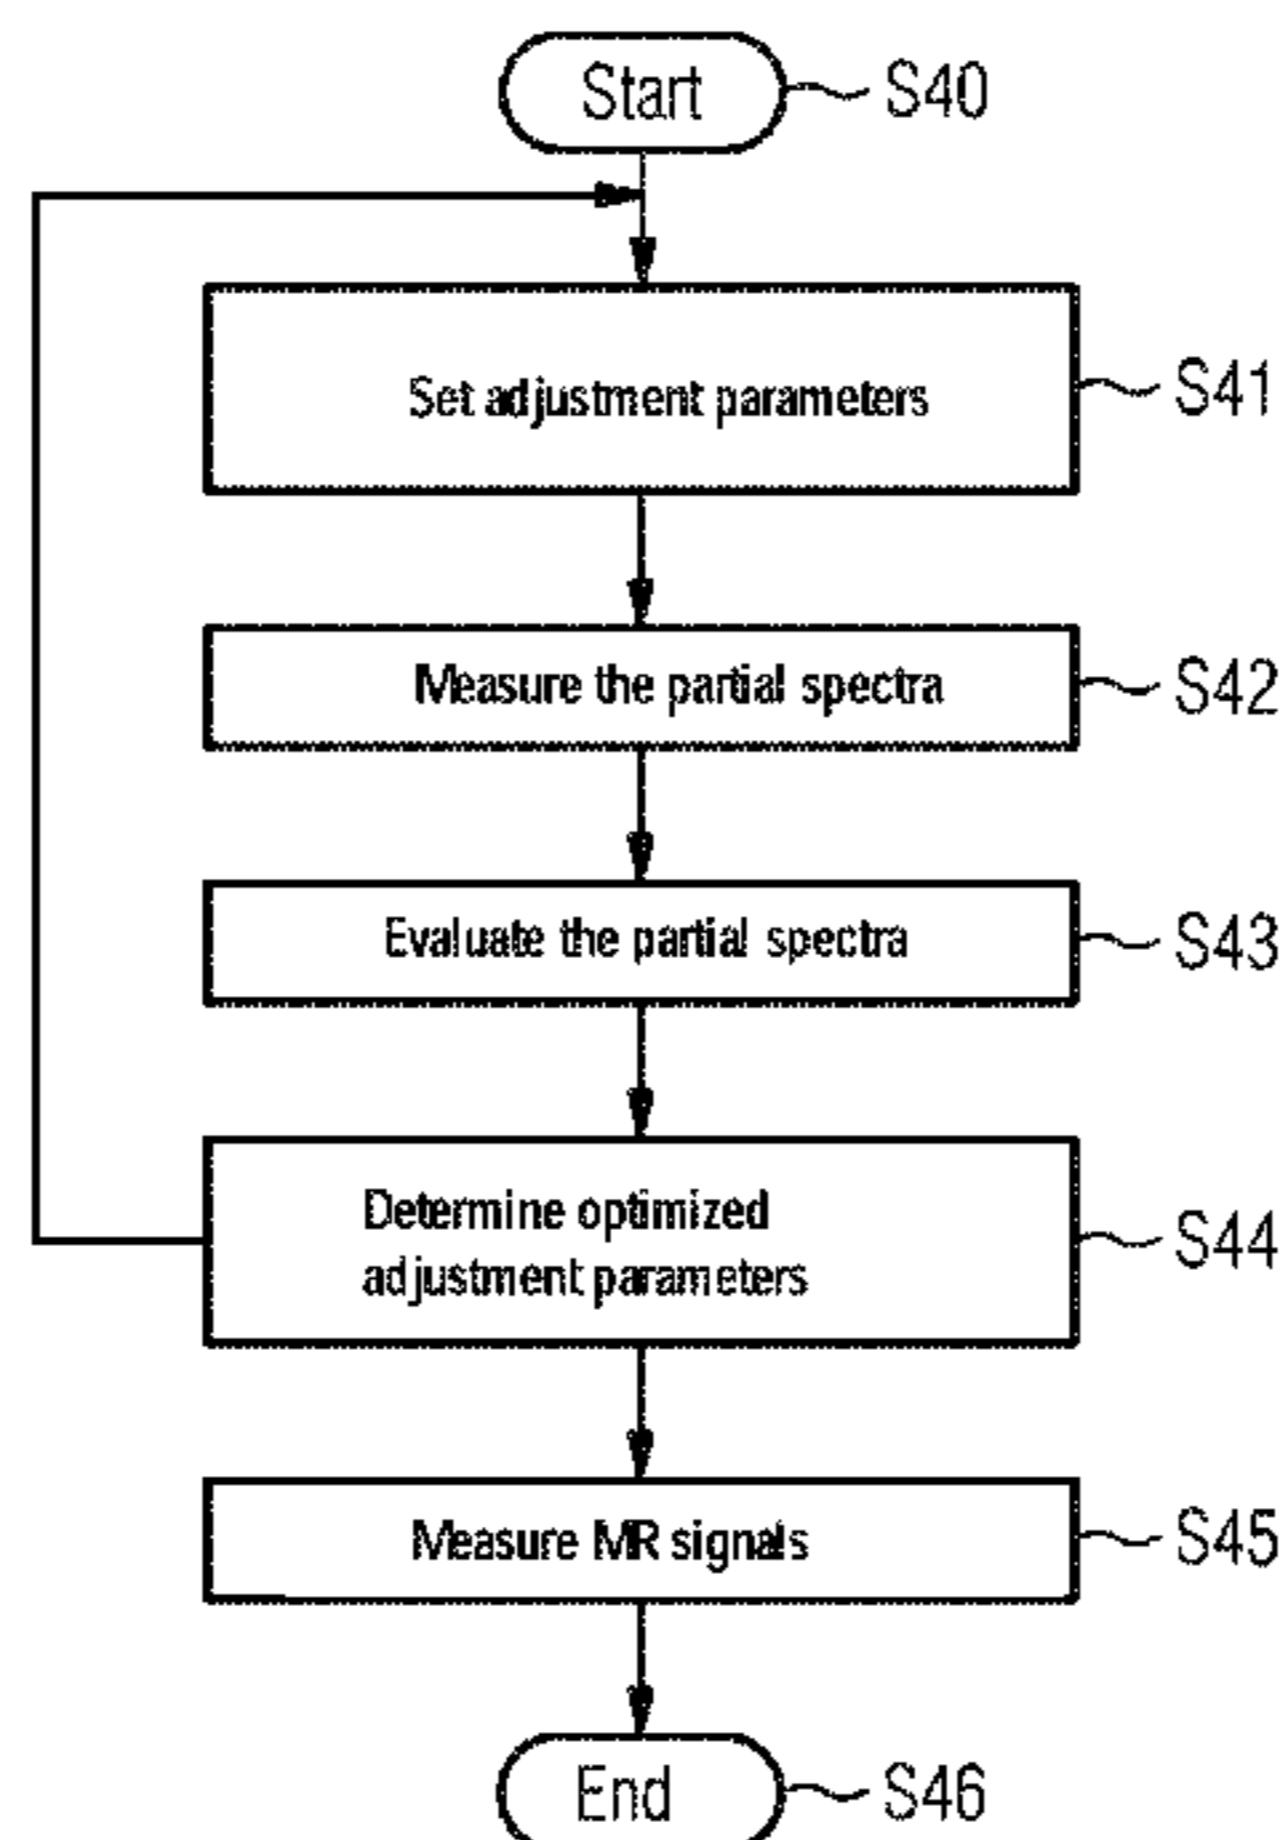 Start
S40
Set adjustment parameters
S41
Measure the partial spectra
S42
Evaluate the partial spectra
S43
Determine optimized
adjustment parameters
S44
Measure MR signals
S45
End
S46